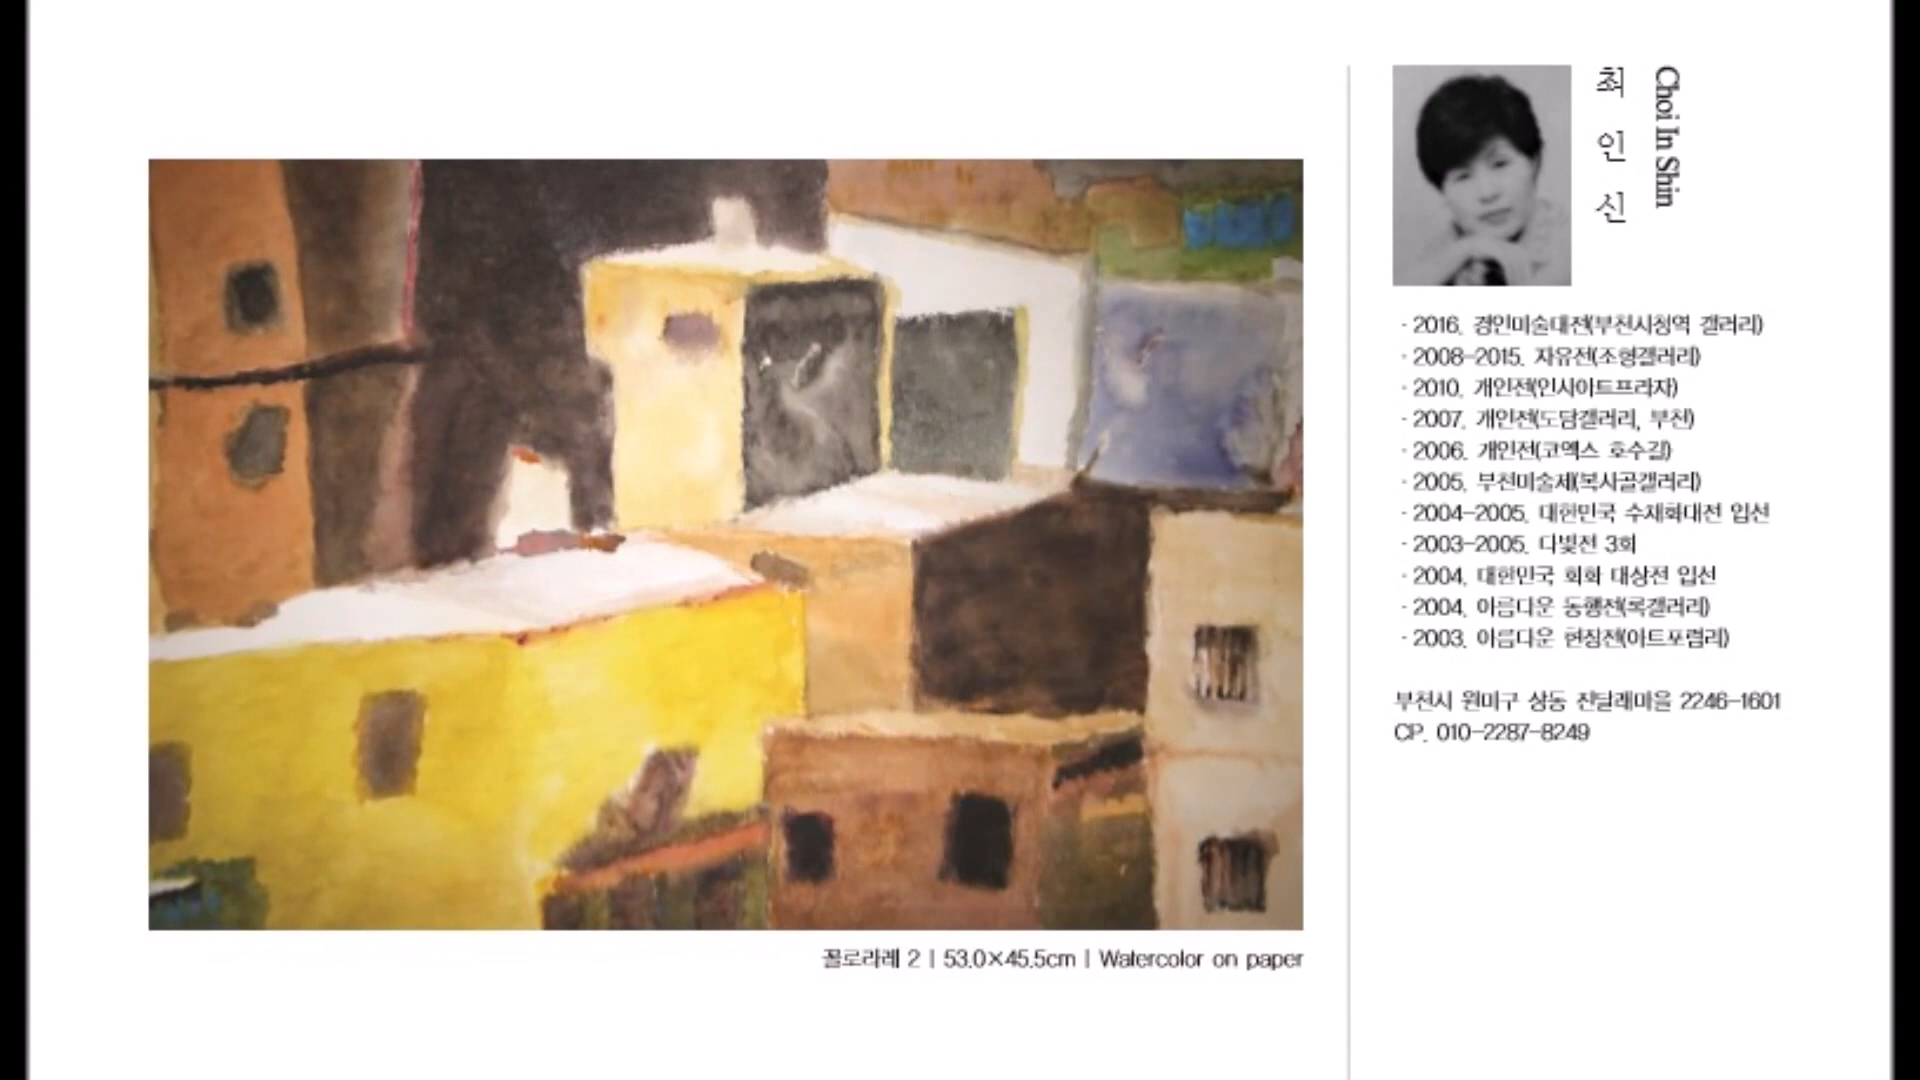 최인신
Choi In Shin
· 2016. 경인미술대전(부천시청역 갤러리)
· 2008-2015. 자유전(조형갤러리)
· 2010. 개인전(인사아트프라자)
· 2007. 개인전(도담갤러리, 부천)
· 2006. 개인전(코엑스 호수길)
· 2005. 부천미술제(복사골갤러리)
· 2004-2005. 대한민국 수채화대전 입선
· 2003-2005. 다빛전 3회
· 2004. 대한민국 회화 대상전 입선
· 2004. 아름다운 동행전(록갤러리)
· 2003. 아름다운 현장전(아트포럼리)
부천시 원미구 상동 진달래마을 2246-1601
CP. 010-2287-8249
꼴로라레 2 | 53.0×45.5cm | Watercolor on paper